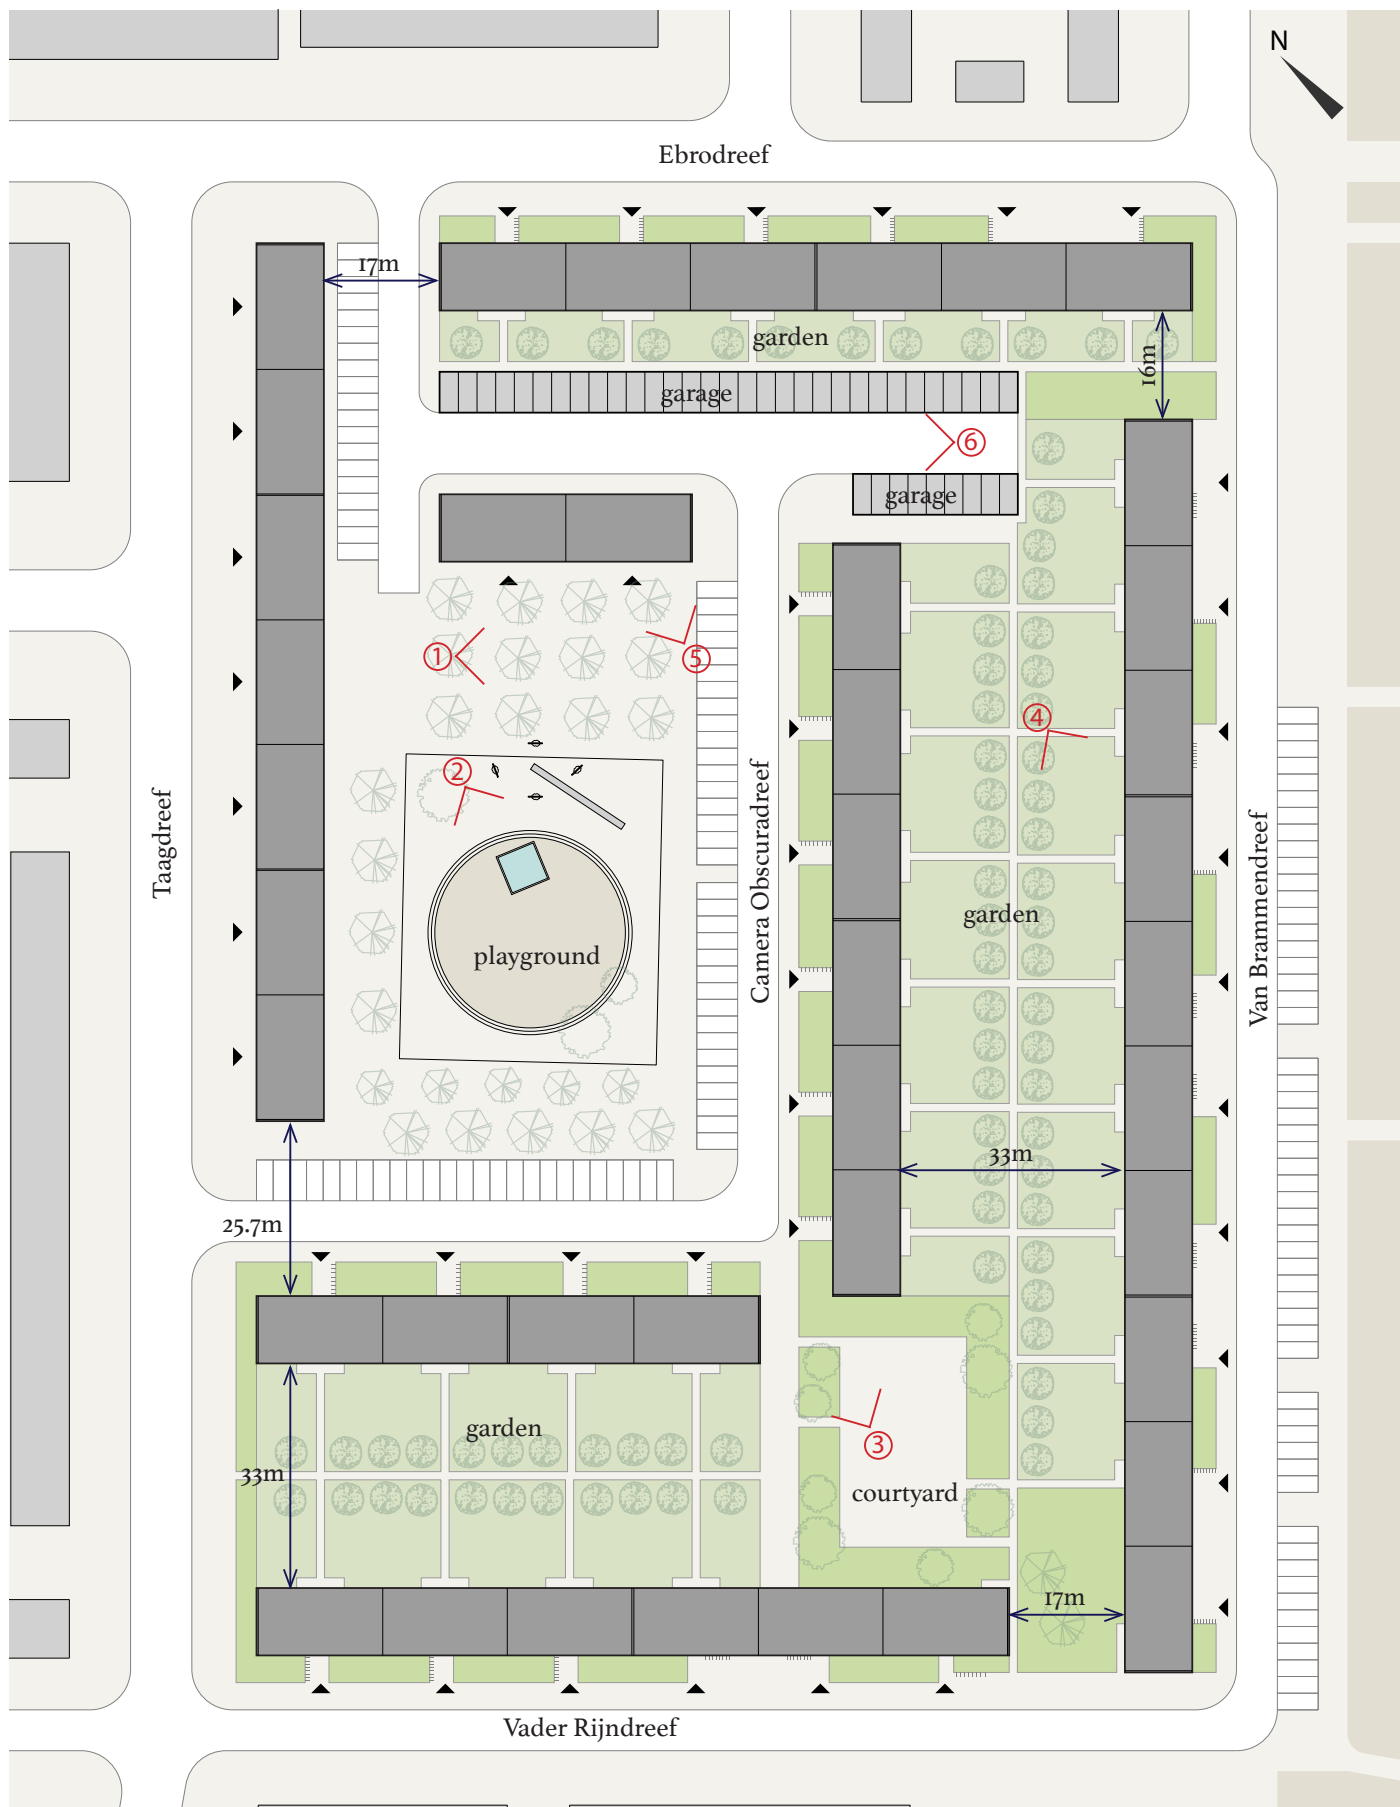 N
Ebrodreef
17m
garden
16m
garage
6
garage
1
5
4
2
Taagdreef
Camera Obscuradreef
Van Brammendreef
garden
playground
33m
25.7m
garden
3
33m
courtyard
17m
Vader Rijndreef